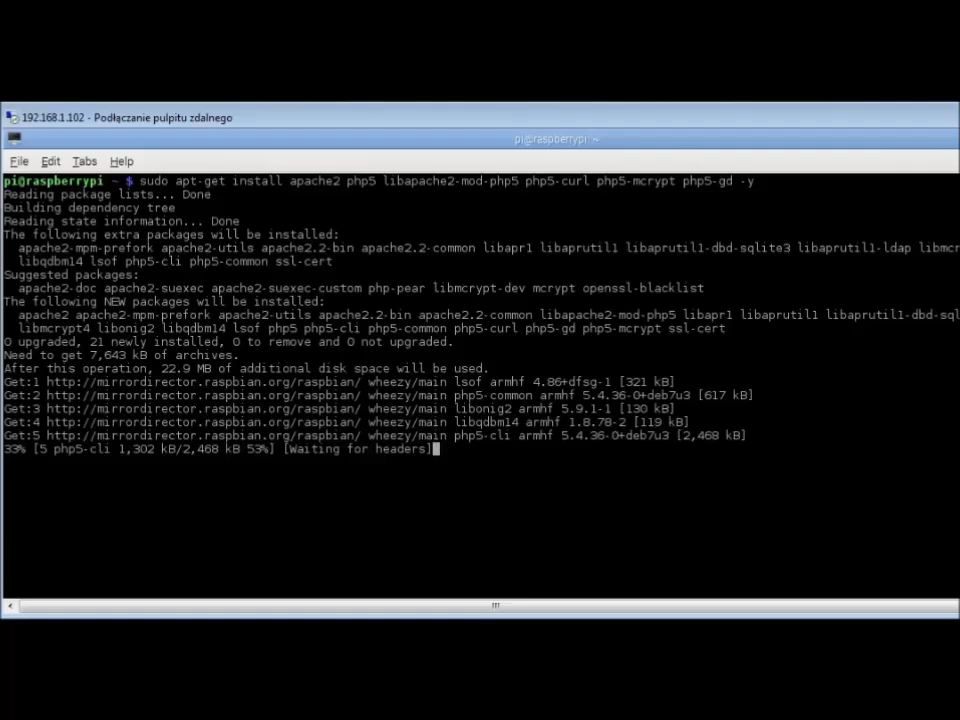 192.168.1.102 - Podłączanie pulpitu zdalnego
pi@raspberrypi ~
File Edit Tabs Help
pi@raspberrypi ~ $ sudo apt-get install apache2 php5 libapache2-mod-php5 php5-curl php5-mcrypt php5-gd -y
Reading package lists... Done
Building dependency tree
Reading state information... Done
The following extra packages will be installed:
apache2-mpm-prefork apache2-utils apache2.2-bin apache2.2-common libapr1 libaprutil1 libaprutil1-dbd-sqlite3 libaprutil1-ldap libmcr
libqdbm14 lsof php5-cli php5-common ssl-cert
Suggested packages:
apache2-doc apache2-suexec apache2-suexec-custom php-pear libmcrypt-dev mcrypt openssl-blacklist
The following NEW packages will be installed:
apache2 apache2-mpm-prefork apache2-utils apache2.2-bin apache2.2-common libapache2-mod-php5 libapr1 libaprutil1 libaprutil1-dbd-sql
libmcrypt4 libonig2 libqdbm14 lsof php5 php5-cli php5-common php5-curl php5-gd php5-mcrypt ssl-cert
0 upgraded, 21 newly installed, 0 to remove and 0 not upgraded.
Need to get 7,643 kB of archives.
After this operation, 22.9 MB of additional disk space will be used.
Get:1 http://mirrordirector.raspbian.org/raspbian/ wheezy/main lsof armhf 4.86+dfsg-1 [321 kB]
Get:2 http://mirrordirector.raspbian.org/raspbian/ wheezy/main php5-common armhf 5.4.36-0+deb7u3 [617 kB]
Get:3 http://mirrordirector.raspbian.org/raspbian/ wheezy/main libonig2 armhf 5.9.1-1 [130 kB]
Get:4 http://mirrordirector.raspbian.org/raspbian/ wheezy/main libqdbm14 armhf 1.8.78-2 [119 kB]
Get:5 http://mirrordirector.raspbian.org/raspbian/ wheezy/main php5-cli armhf 5.4.36-0+deb7u3 [2,468 kB]
33% [5 php5-cli 1,302 kB/2,468 kB 53%] [Waiting for headers]